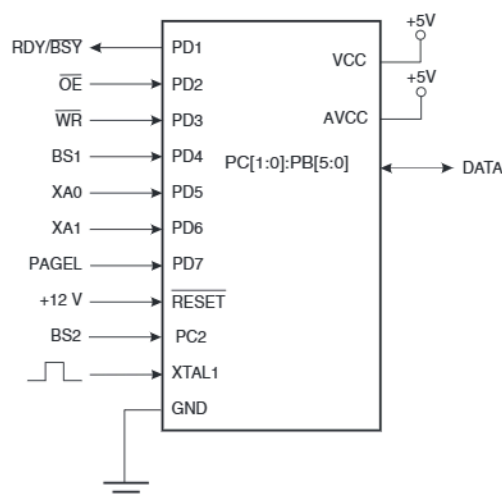 +5V
RDY/BSY PD1
VCC
+5V
OE PD2
WR PD3
AVCC
BS1 PD4
PC[1:0]:PB[5:0] DATA
XA0 PD5
XA1 PD6
PAGEL PD7
+12 V RESET
BS2 PC2
XTAL1
GND